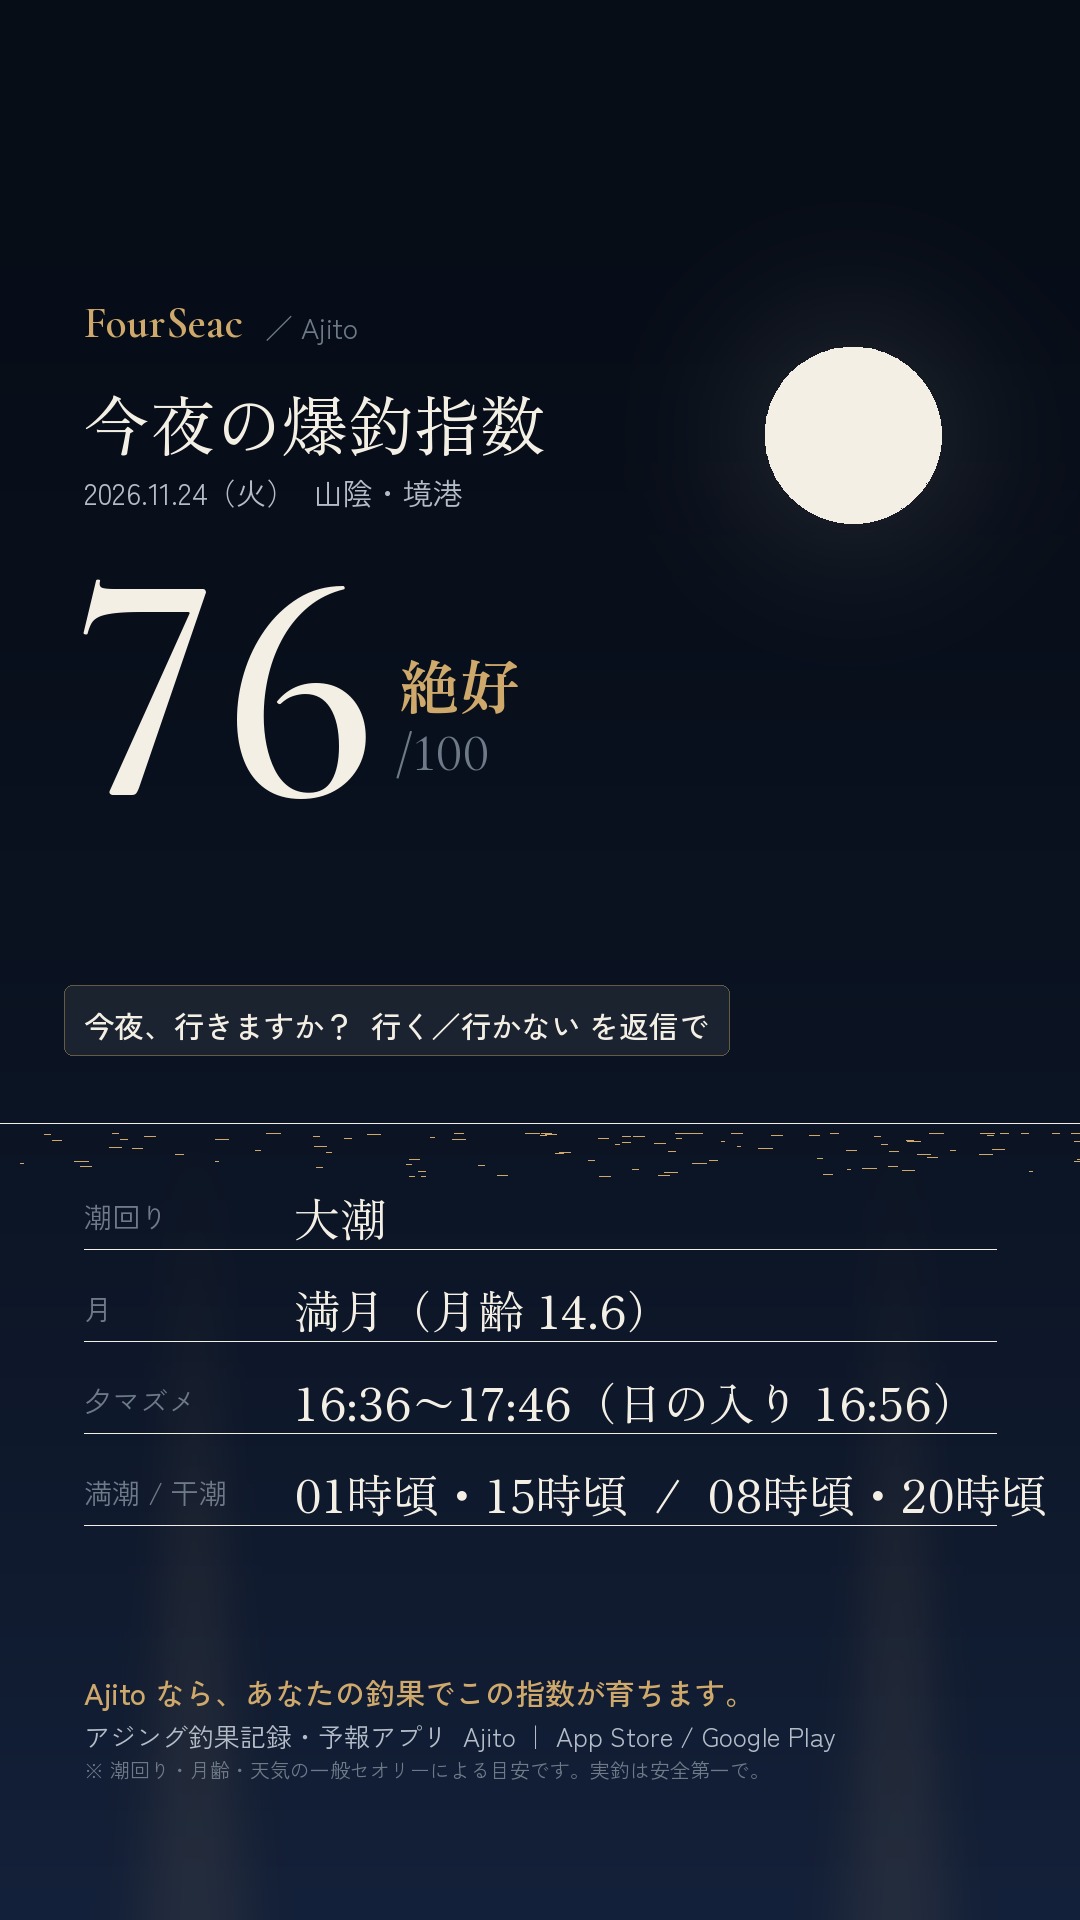 FourSeac ／ Ajito
今夜の爆釣指数
2026.11.24（火） 山陰・境港
76 絶好
/100
今夜、行きますか？ 行く／行かない を返信で
潮回り 大潮
月 満月（月齢 14.6）
夕マズメ 16:36〜17:46（日の入り 16:56）
満潮 / 干潮 01時頃・15時頃 ／ 08時頃・20時頃
Ajito なら、あなたの釣果でこの指数が育ちます。
アジング釣果記録・予報アプリ Ajito ｜ App Store / Google Play
※ 潮回り・月齢・天気の一般セオリーによる目安です。実釣は安全第一で。